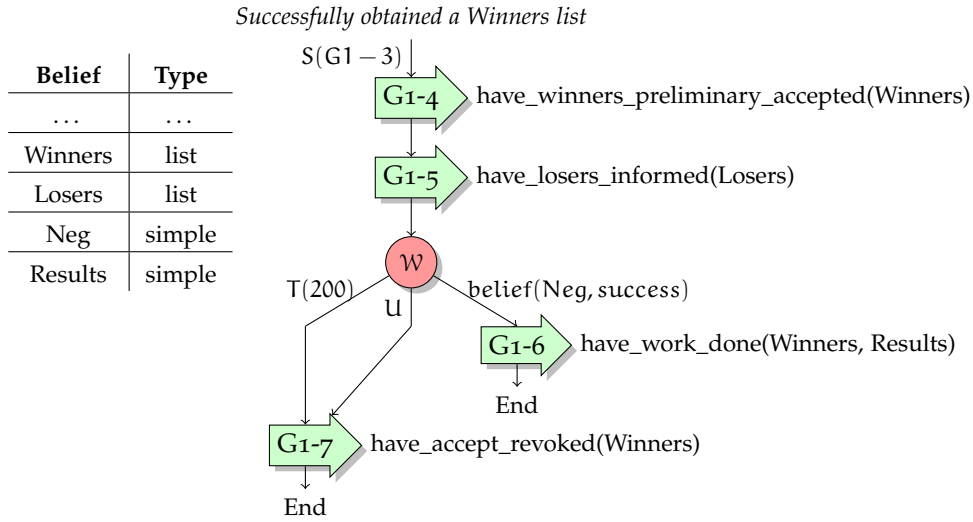 Successfully obtained a Winners list
S(G1 − 3)
Belief Type
... ...
Winners list
Losers list
Neg simple
Results simple
G1-4 have_winners_preliminary_accepted(Winners)
G1-5 have_losers_informed(Losers)
W
T(200)
U
belief(Neg, success)
G1-6 have_work_done(Winners, Results)
End
G1-7 have_accept_revoked(Winners)
End